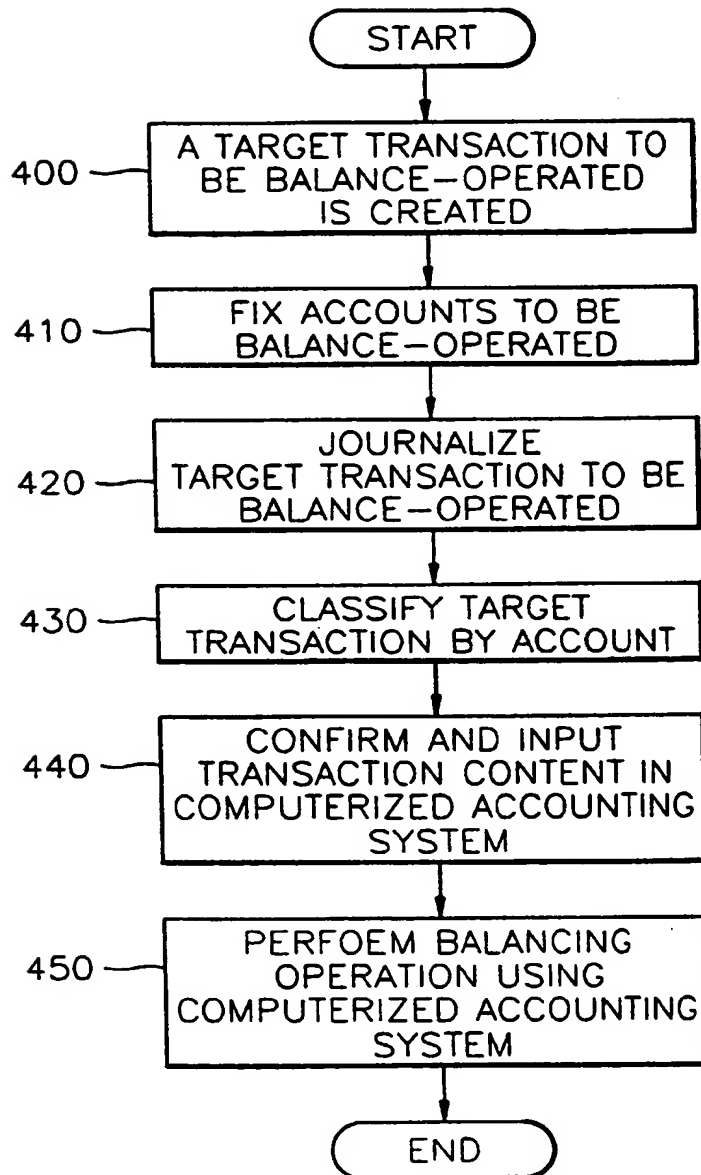 START
400
A TARGET TRANSACTION TO
BE BALANCE-OPERATED
IS CREATED
410
FIX ACCOUNTS TO BE
BALANCE-OPERATED
420
JOURNALIZE
TARGET TRANSACTION TO BE
BALANCE-OPERATED
430
CLASSIFY TARGET
TRANSACTION BY ACCOUNT
440
CONFIRM AND INPUT
TRANSACTION CONTENT IN
COMPUTERIZED ACCOUNTING
SYSTEM
450
PERFOEM BALANCING
OPERATION USING
COMPUTERIZED ACCOUNTING
SYSTEM
END